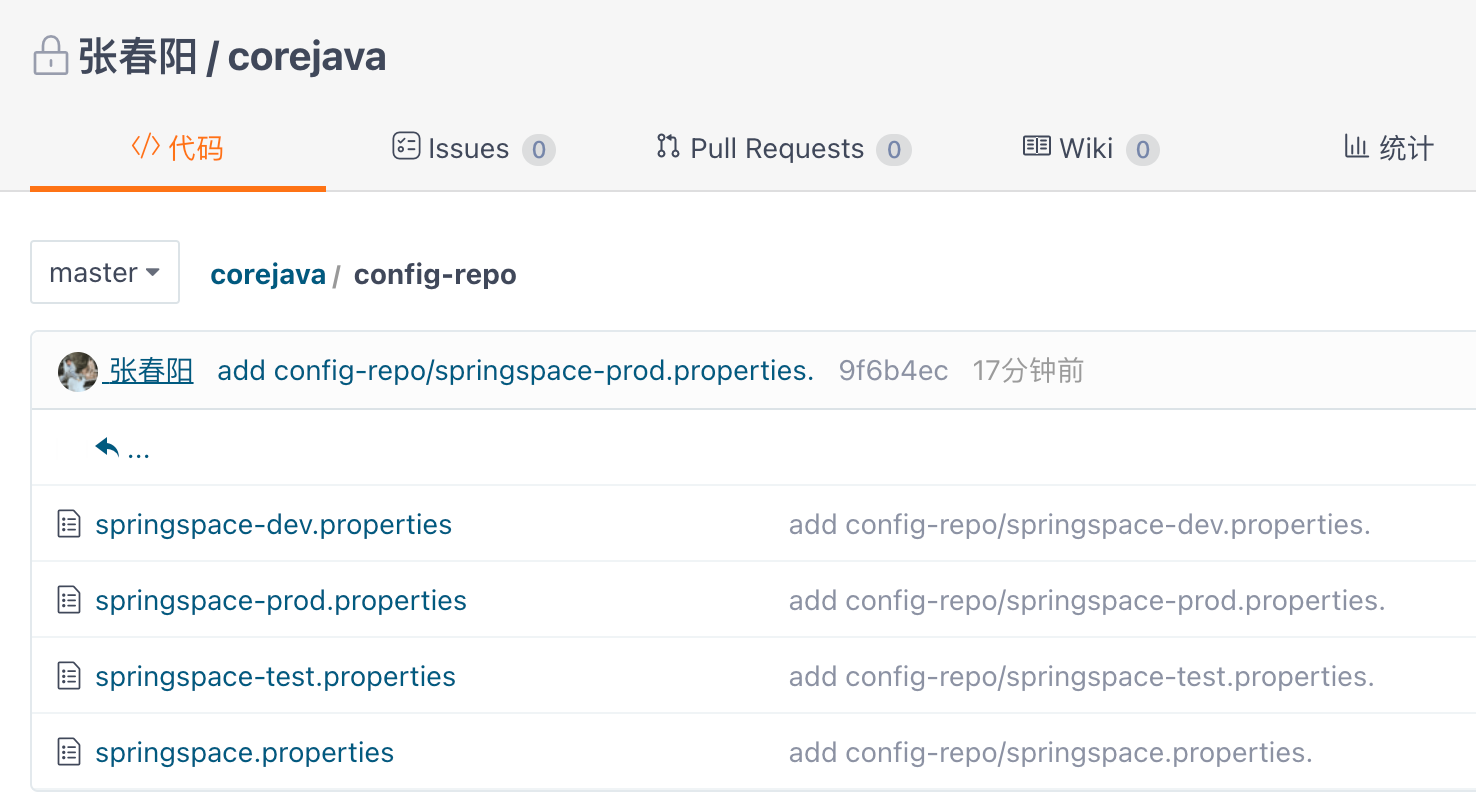 张春阳 / corejava
代码 Issues 0 Pull Requests 0 Wiki 0 统计
master corejava / config-repo
张春阳 add config-repo/springspace-prod.properties. 9f6b4ec 17分钟前
...
springspace-dev.properties add config-repo/springspace-dev.properties.
springspace-prod.properties add config-repo/springspace-prod.properties.
springspace-test.properties add config-repo/springspace-test.properties.
springspace.properties add config-repo/springspace.properties.